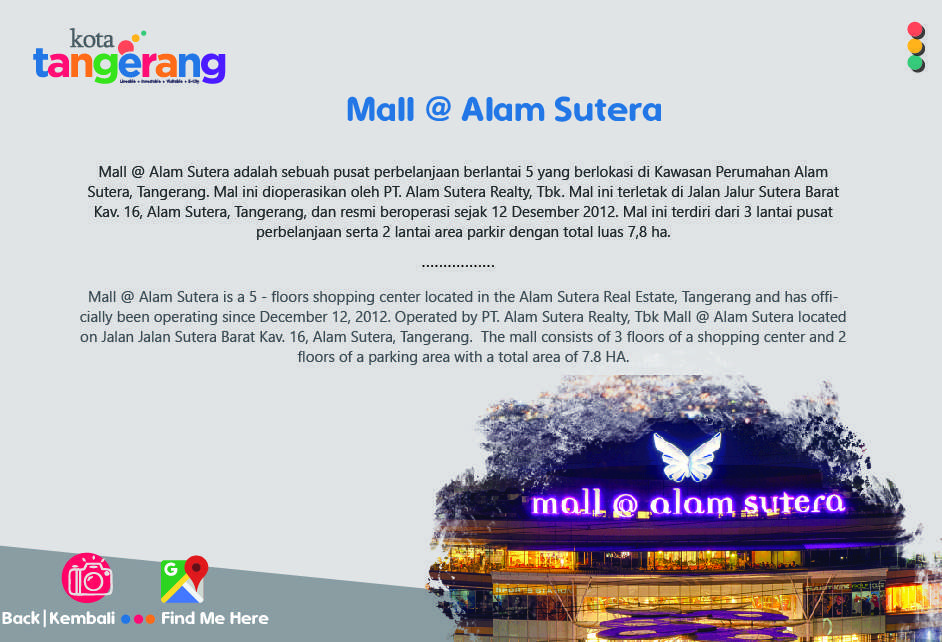 kota
tangerang
Liveable • Investable • Visitable • E-City
Mall @ Alam Sutera
Mall @ Alam Sutera adalah sebuah pusat perbelanjaan berlantai 5 yang berlokasi di Kawasan Perumahan Alam
Sutera, Tangerang. Mal ini dioperasikan oleh PT. Alam Sutera Realty, Tbk. Mal ini terletak di Jalan Jalur Sutera Barat
Kav. 16, Alam Sutera, Tangerang, dan resmi beroperasi sejak 12 Desember 2012. Mal ini terdiri dari 3 lantai pusat
perbelanjaan serta 2 lantai area parkir dengan total luas 7,8 ha.
.................
Mall @ Alam Sutera is a 5 - floors shopping center located in the Alam Sutera Real Estate, Tangerang and has offi-
cially been operating since December 12, 2012. Operated by PT. Alam Sutera Realty, Tbk Mall @ Alam Sutera located
on Jalan Jalan Sutera Barat Kav. 16, Alam Sutera, Tangerang.  The mall consists of 3 floors of a shopping center and 2
floors of a parking area with a total area of 7.8 HA.
mall @ alam sutera
G
Back|Kembali
Find Me Here